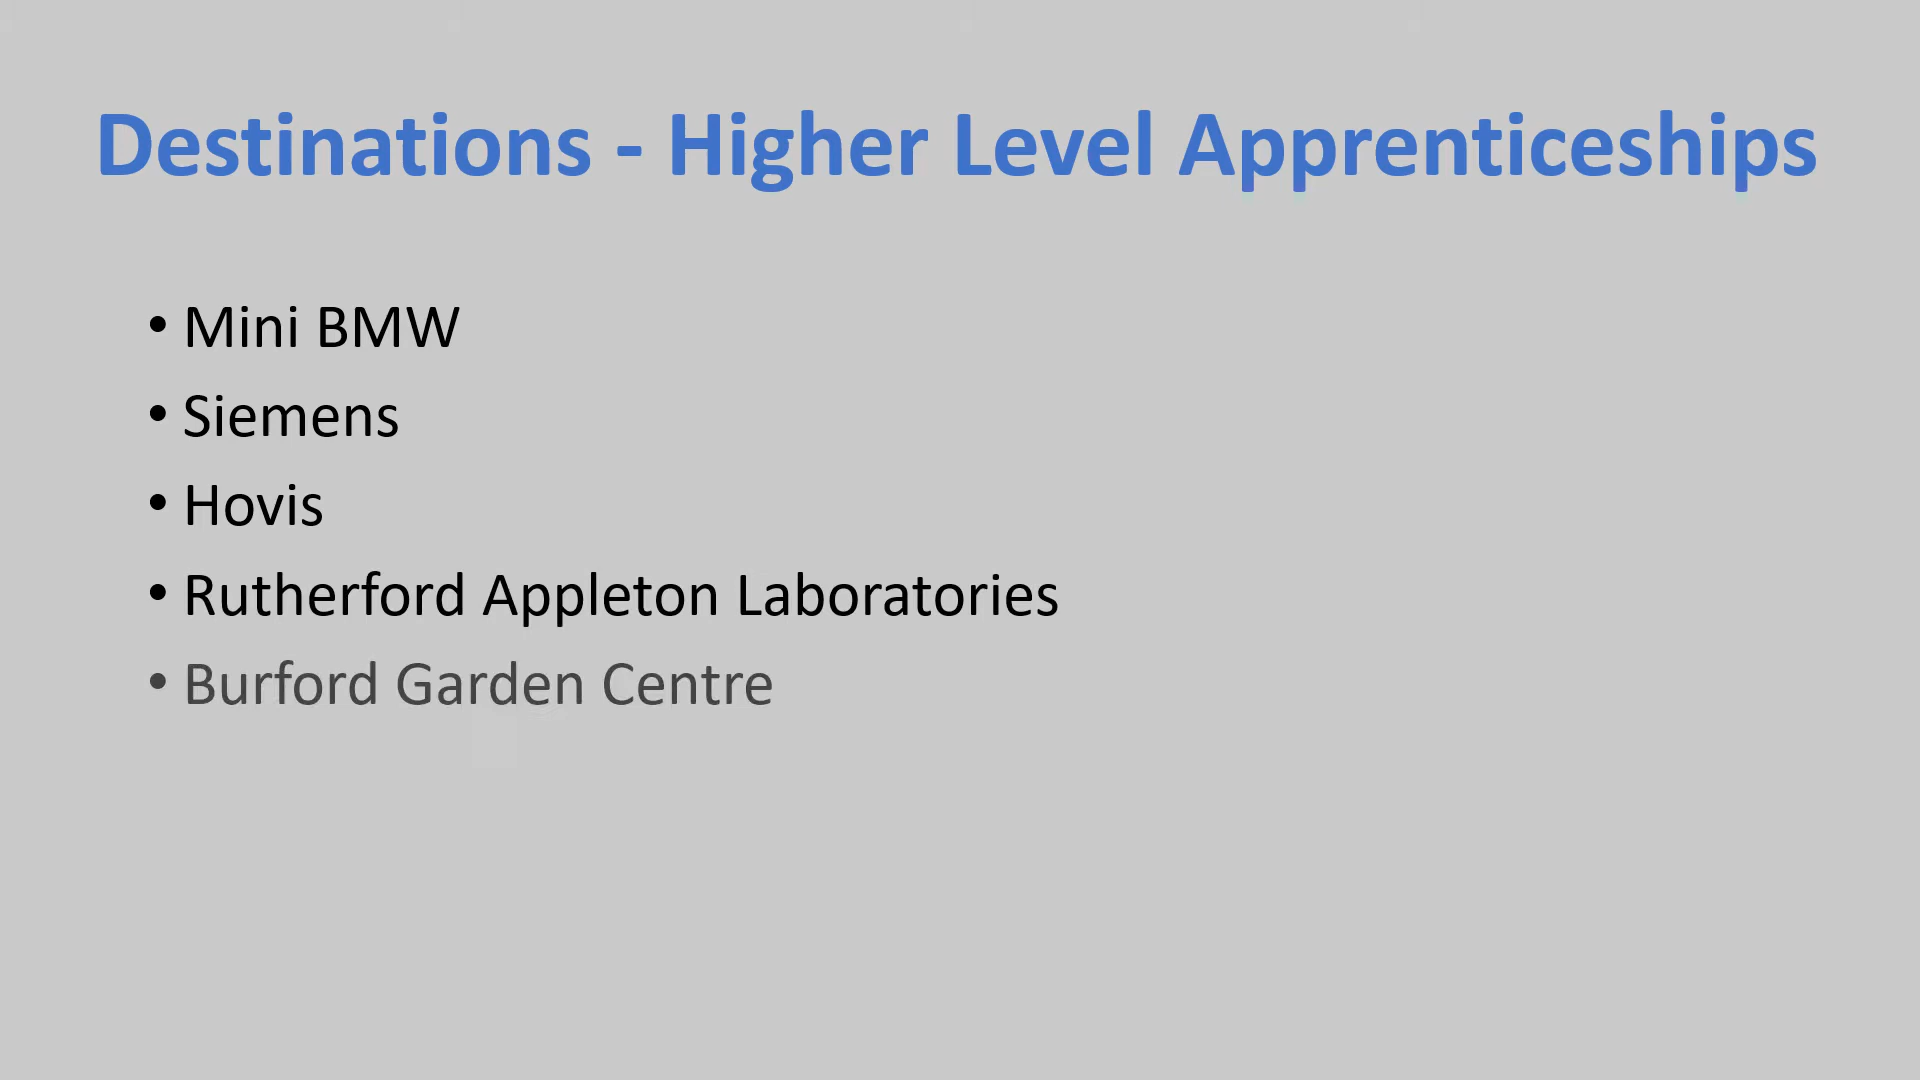 Destinations - Higher Level Apprenticeships
• Mini BMW
• Siemens
• Hovis
• Rutherford Appleton Laboratories
• Burford Garden Centre